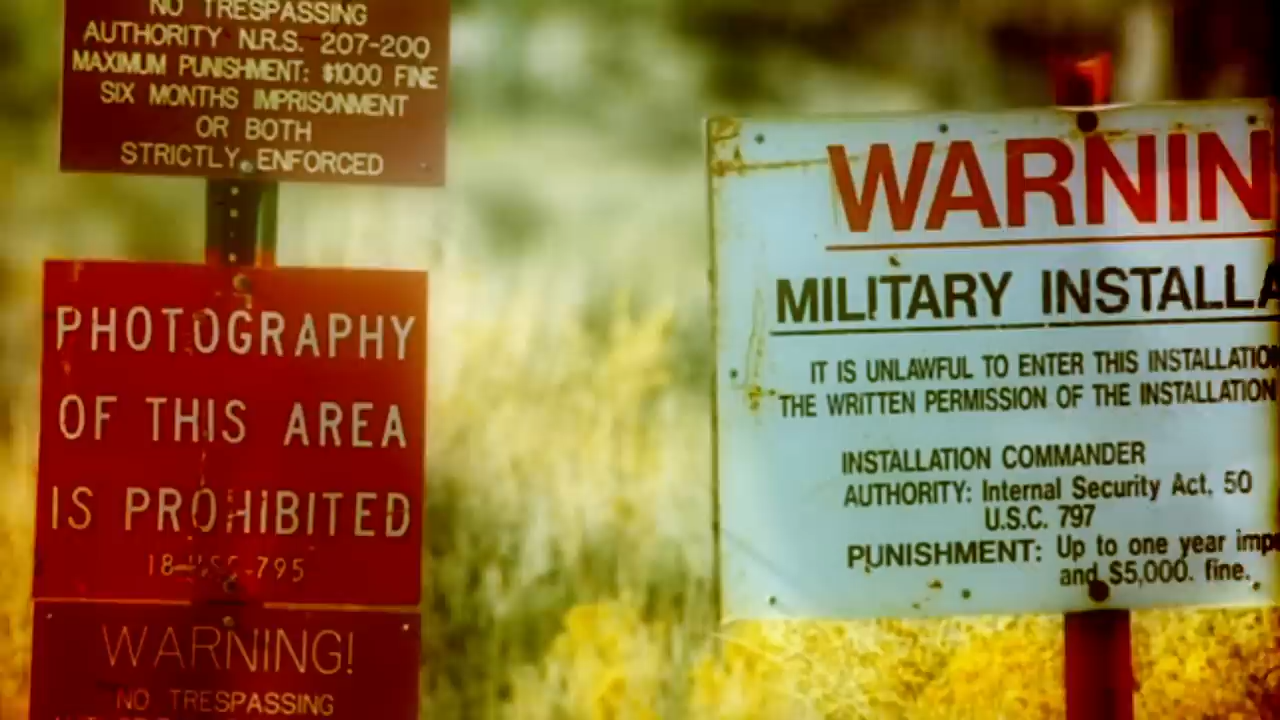 NO TRESPASSING
AUTHORITY N.R.S. 207-200
MAXIMUM PUNISHMENT: $1000 FINE
SIX MONTHS IMPRISONMENT
OR BOTH
STRICTLY ENFORCED
PHOTOGRAPHY
OF THIS AREA
IS PROHIBITED
18-USC-795
WARNING!
NO TRESPASSING
WARNIN
MILITARY INSTALLA
IT IS UNLAWFUL TO ENTER THIS INSTALLATIO
THE WRITTEN PERMISSION OF THE INSTALLATION
INSTALLATION COMMANDER
AUTHORITY: Internal Security Act, 50
U.S.C. 797
PUNISHMENT: Up to one year imp
and $5,000. fine.